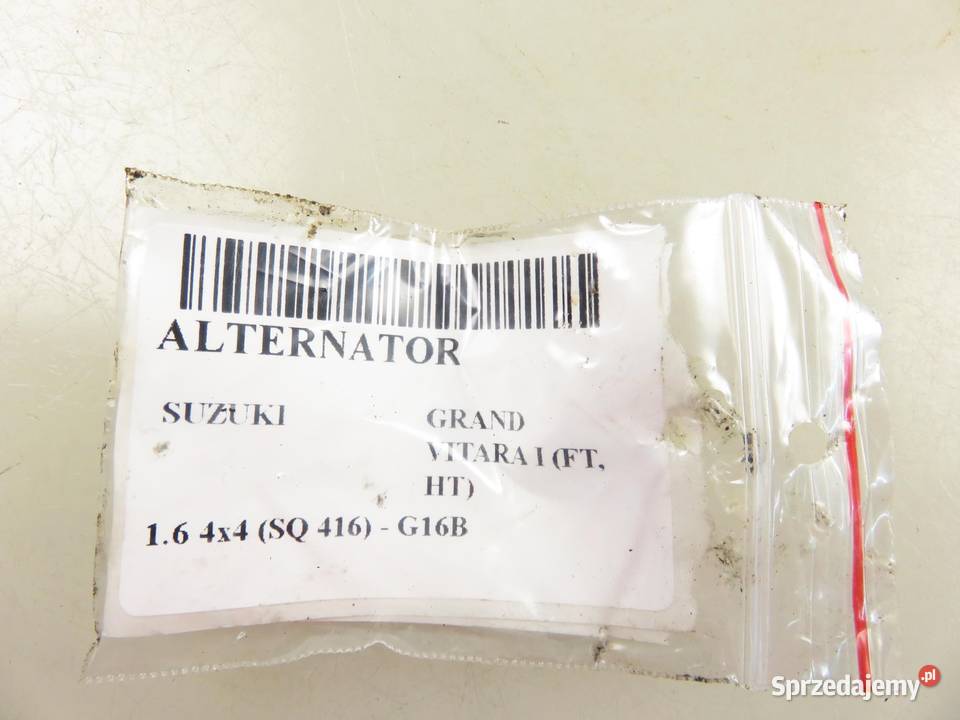 ALTERNATOR
SUZUKI
GRAND
VITARA I (FT,
HT)
1.6 4x4 (SQ 416) - G16B
Sprzedajemy.pl